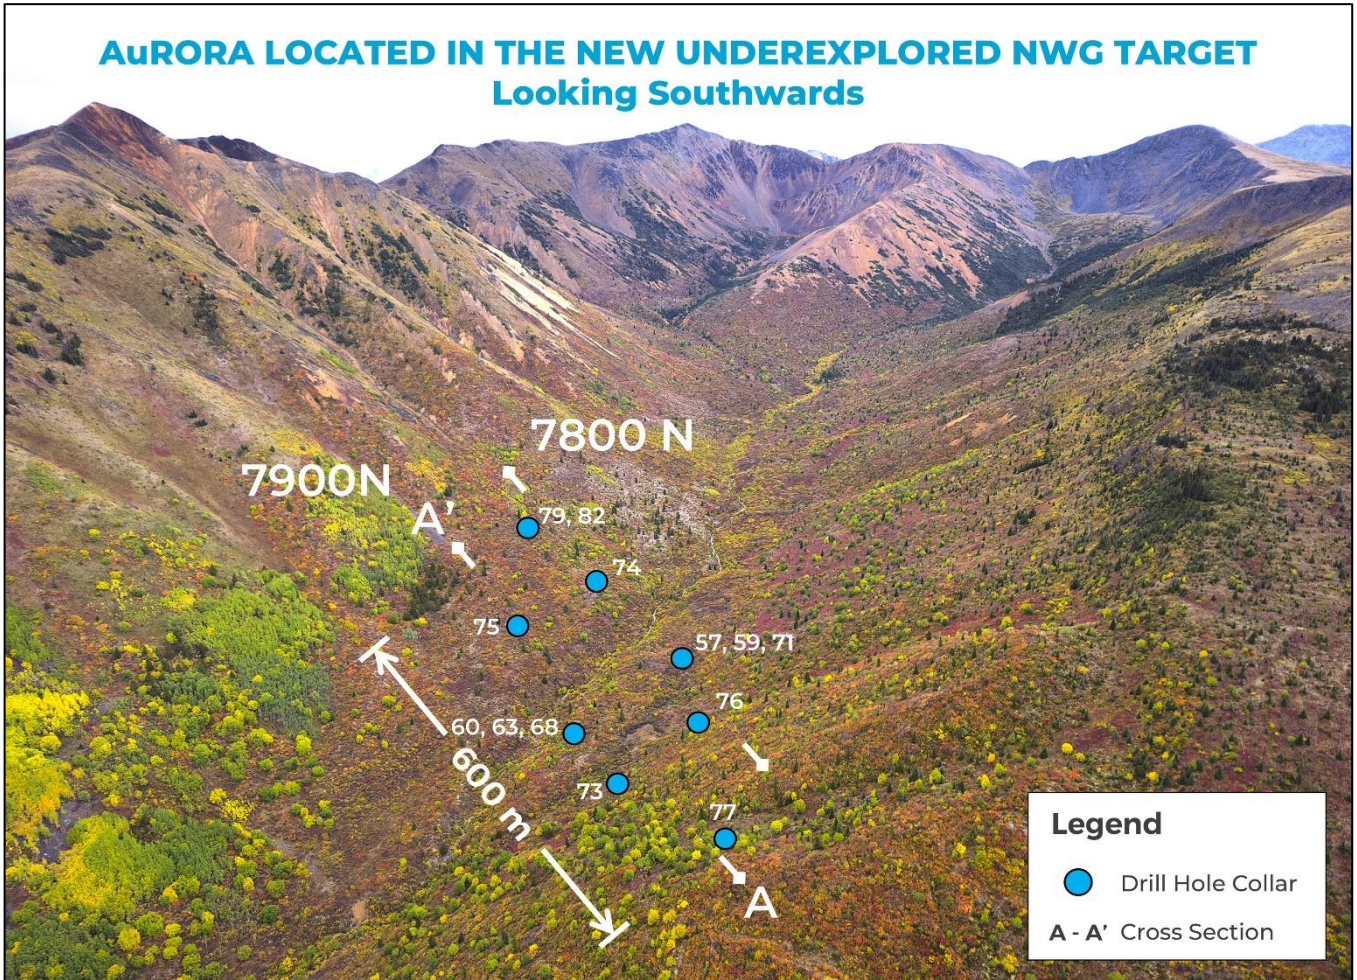 AuRORA LOCATED IN THE NEW UNDEREXPLORED NWG TARGET
Looking Southwards
7800 N
7900N
A’
79, 82
74
75
57, 59, 71
76
60, 63, 68
600 m
73
77
A
Legend
Drill Hole Collar
A - A’ Cross Section